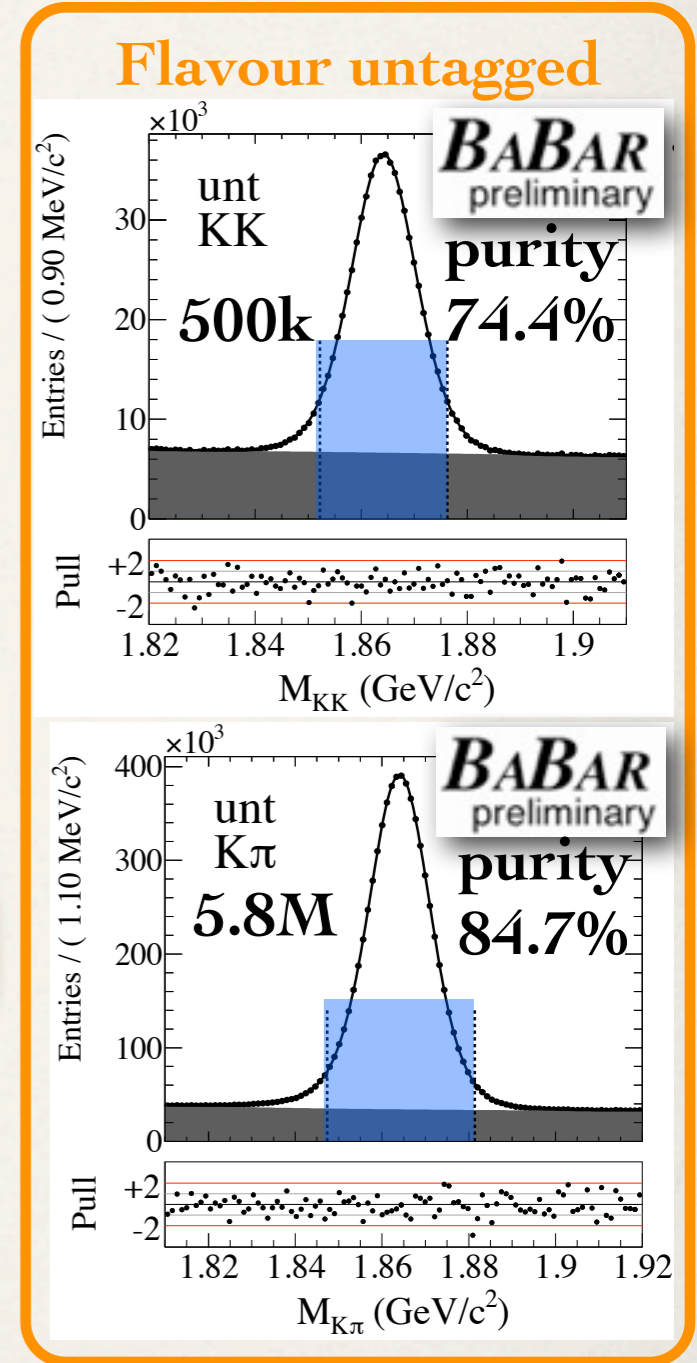 Flavour untagged
×10³
BABAR
preliminary
unt
KK
purity
500k
74.4%
Entries / ( 0.90 MeV/c²)
30
20
10
0
Pull
+2
-2
1.82 1.84 1.86 1.88 1.9
M_KK (GeV/c²)
×10³
BABAR
preliminary
unt
Kπ
purity
5.8M
84.7%
Entries / ( 1.10 MeV/c²)
400
300
200
100
0
Pull
+2
-2
1.82 1.84 1.86 1.88 1.9 1.92
M_Kπ (GeV/c²)